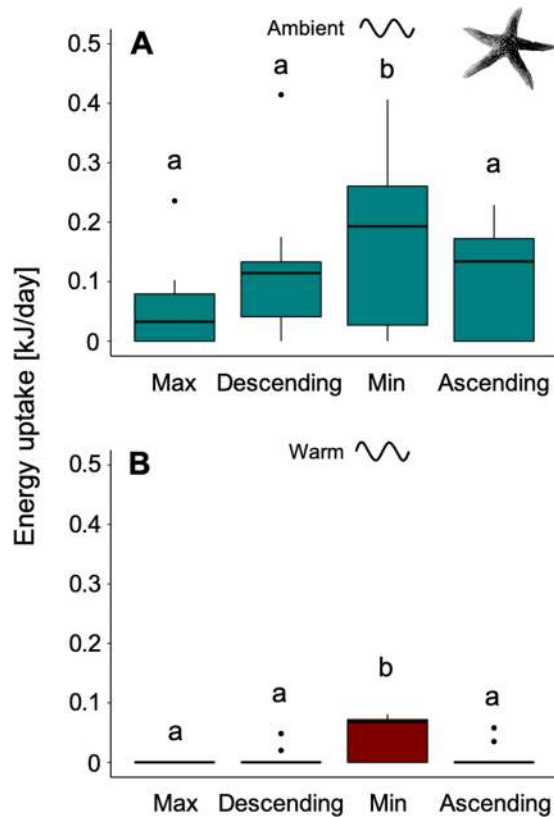 Energy uptake [kJ/day]
A
Ambient
0.5
0.4
0.3
0.2
0.1
0
a
a
b
a
Max Descending Min Ascending
B
Warm
0.5
0.4
0.3
0.2
0.1
0
a
a
b
a
Max Descending Min Ascending